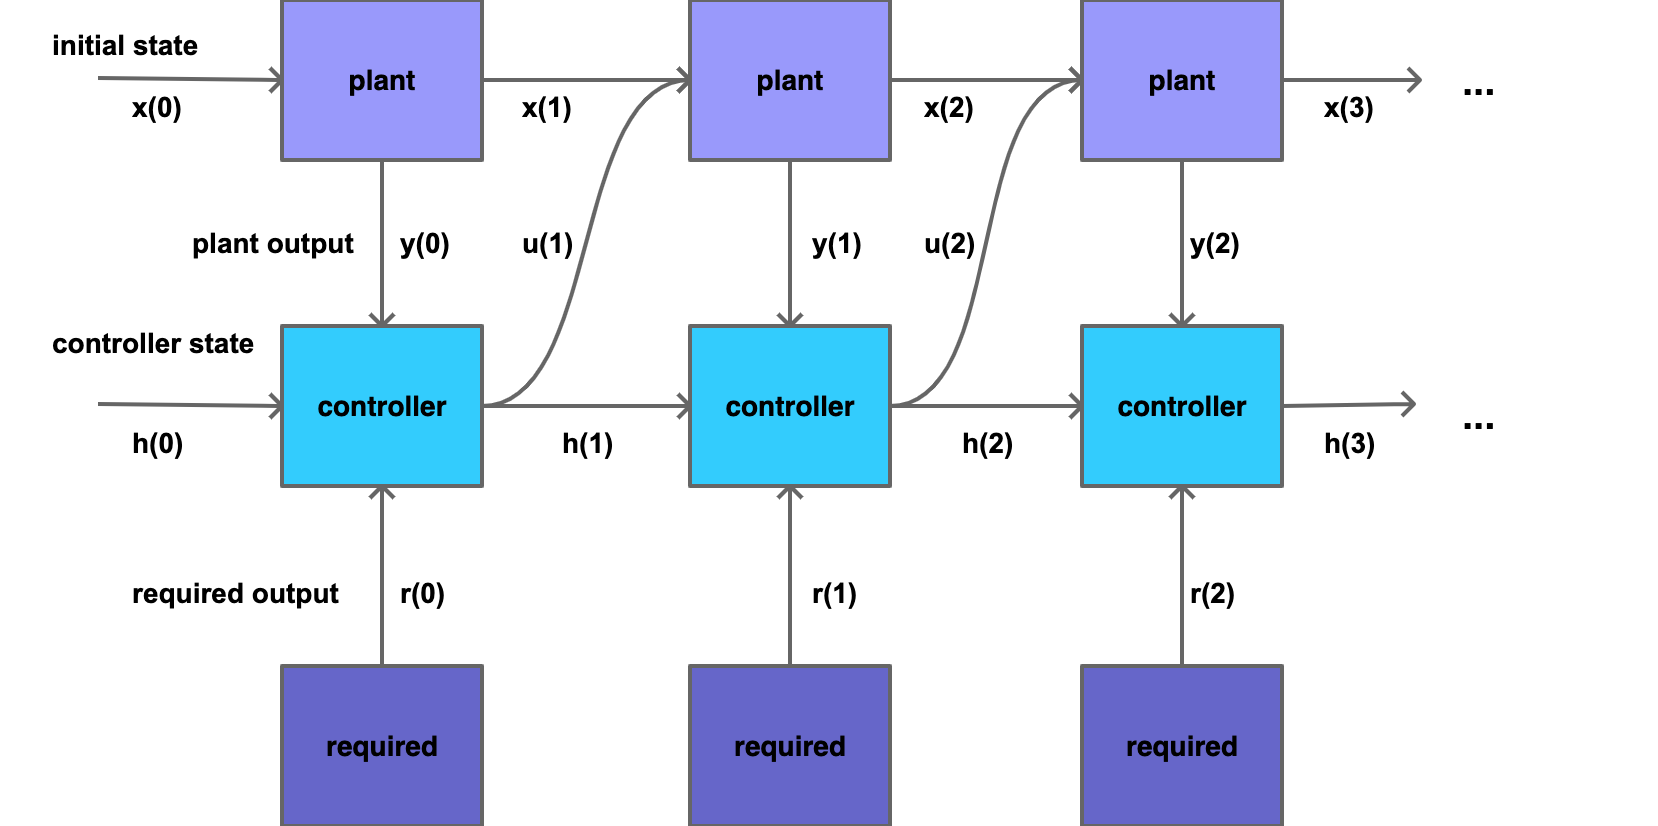 initial state
plant
plant
plant
x(0)
x(1)
x(2)
x(3)
...
plant output
y(0)
u(1)
y(1)
u(2)
y(2)
controller state
controller
controller
controller
h(0)
h(1)
h(2)
h(3)
...
required output
r(0)
r(1)
r(2)
required
required
required